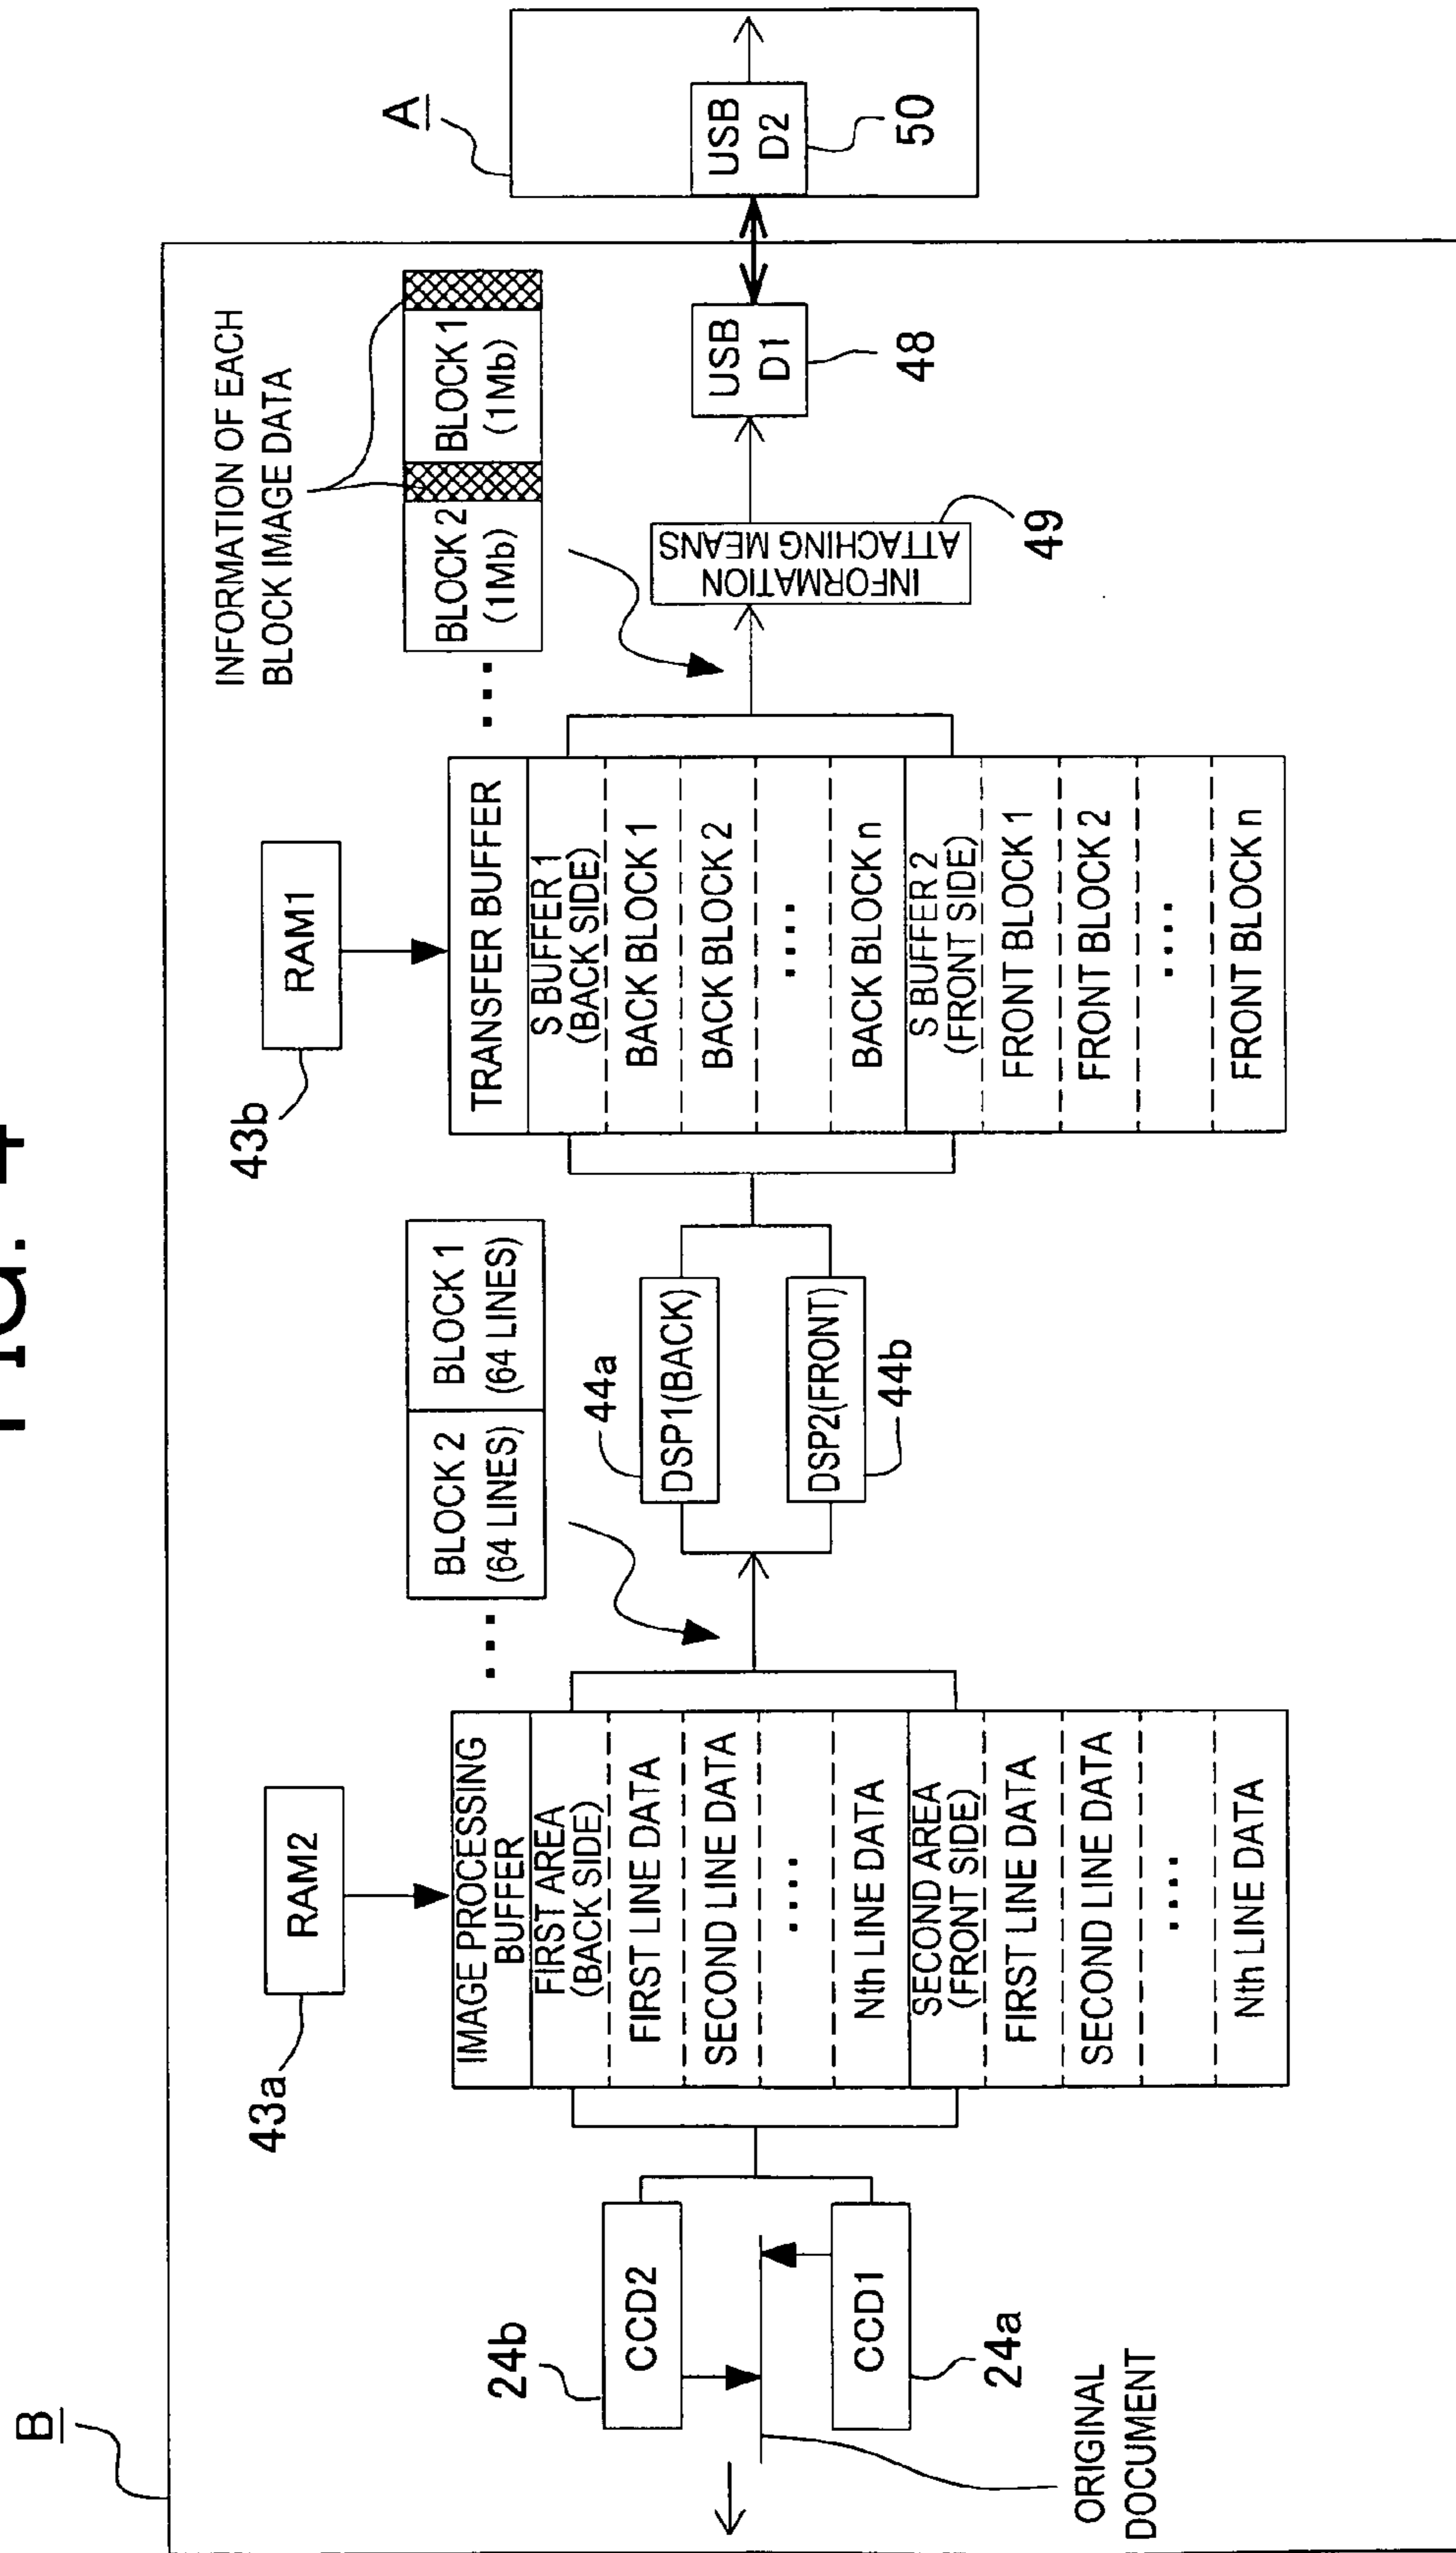 FIG. 4
B
A
INFORMATION OF EACH
BLOCK IMAGE DATA
43a
RAM2
43b
RAM1
BLOCK 2
(64 LINES)
BLOCK 1
(64 LINES)
BLOCK 2
(1Mb)
BLOCK 1
(1Mb)
24b
CCD2
CCD1
24a
ORIGINAL
DOCUMENT
IMAGE PROCESSING
BUFFER
FIRST AREA
(BACK SIDE)
FIRST LINE DATA
SECOND LINE DATA
....
Nth LINE DATA
SECOND AREA
(FRONT SIDE)
FIRST LINE DATA
SECOND LINE DATA
....
Nth LINE DATA
44a
DSP1(BACK)
DSP2(FRONT)
44b
TRANSFER BUFFER
S BUFFER 1
(BACK SIDE)
BACK BLOCK 1
BACK BLOCK 2
....
BACK BLOCK n
S BUFFER 2
(FRONT SIDE)
FRONT BLOCK 1
FRONT BLOCK 2
....
FRONT BLOCK n
INFORMATION
ATTACHING MEANS
49
USB
D1
48
USB
D2
50